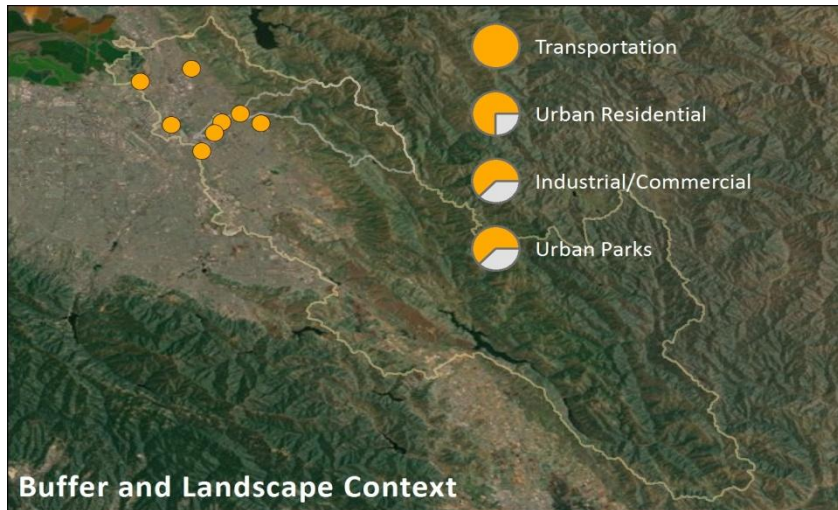 Transportation
Urban Residential
Industrial/Commercial
Urban Parks
Buffer and Landscape Context